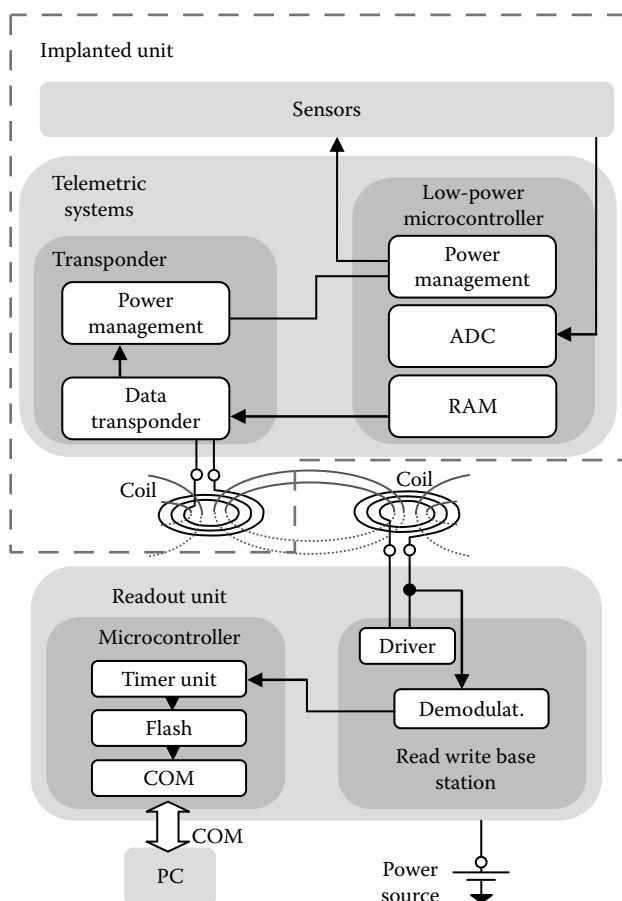 Implanted unit
Sensors
Telemetric
systems
Low-power
microcontroller
Transponder
Power
management
Power
management
ADC
Data
transponder
RAM
Coil
Coil
Readout unit
Microcontroller
Driver
Timer unit
Demodulat.
Flash
Read write base
station
COM
COM
PC
Power
source